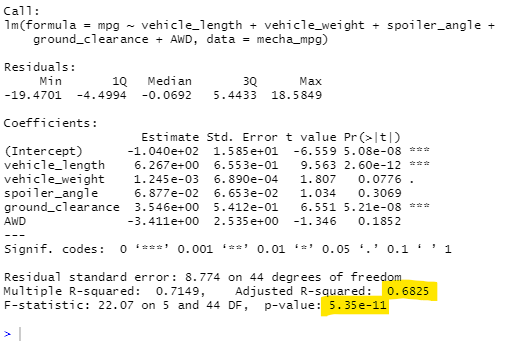 Call:
lm(formula = mpg ~ vehicle_length + vehicle_weight + spoiler_angle +
    ground_clearance + AWD, data = mecha_mpg)
Residuals:
     Min       1Q   Median       3Q      Max
-19.4701  -4.4994  -0.0692   5.4433  18.5849
Coefficients:
                   Estimate Std. Error t value Pr(>|t|)
(Intercept)      -1.040e+02  1.585e+01  -6.559 5.08e-08 ***
vehicle_length    6.267e+00  6.553e-01   9.563 2.60e-12 ***
vehicle_weight    1.245e-03  6.890e-04   1.807   0.0776 .
spoiler_angle     6.877e-02  6.653e-02   1.034   0.3069
ground_clearance  3.546e+00  5.412e-01   6.551 5.21e-08 ***
AWD              -3.411e+00  2.535e+00  -1.346   0.1852
---
Signif. codes:  0 ‘***’ 0.001 ‘**’ 0.01 ‘*’ 0.05 ‘.’ 0.1 ‘ ’ 1
Residual standard error: 8.774 on 44 degrees of freedom
Multiple R-squared:  0.7149,    Adjusted R-squared:  0.6825
F-statistic: 22.07 on 5 and 44 DF,  p-value: 5.35e-11
>